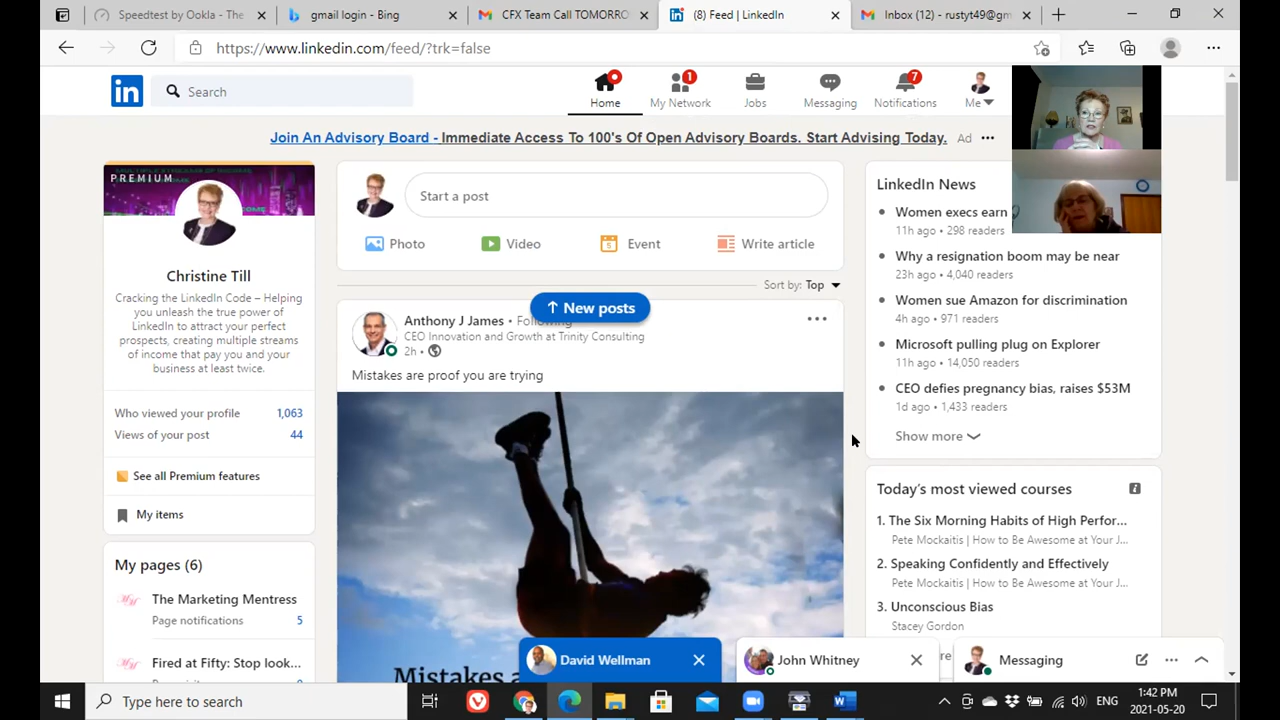 Speedtest by Ookla - The
gmail login - Bing
CFX Team Call TOMORRO
(8) Feed | LinkedIn
Inbox (12) - rustyt49@gm
https://www.linkedin.com/feed/?trk=false
in
Search
Home
1
My Network
Jobs
Messaging
7
Notifications
Me
Join An Advisory Board - Immediate Access To 100's Of Open Advisory Boards. Start Advising Today.
Ad
PREMIUM
Christine Till
Cracking the LinkedIn Code – Helping
you unleash the true power of
LinkedIn to attract your perfect
prospects, creating multiple streams
of income that pay you and your
business at least twice.
Who viewed your profile 1,063
Views of your post 44
See all Premium features
My items
My pages (6)
The Marketing Mentress
Page notifications 5
Fired at Fifty: Stop look...
Start a post
Photo
Video
Event
Write article
Sort by: Top
↑ New posts
Anthony J James •
CEO Innovation and Growth at Trinity Consulting
2h •
Mistakes are proof you are trying
Mistakes
LinkedIn News
Women execs earn
11h ago • 298 readers
Why a resignation boom may be near
23h ago • 4,040 readers
Women sue Amazon for discrimination
4h ago • 971 readers
Microsoft pulling plug on Explorer
11h ago • 14,050 readers
CEO defies pregnancy bias, raises $53M
1d ago • 1,433 readers
Show more
Today's most viewed courses
1. The Six Morning Habits of High Perfor...
Pete Mockaitis | How to Be Awesome at Your J...
2. Speaking Confidently and Effectively
Pete Mockaitis | How to Be Awesome at Your J...
3. Unconscious Bias
Stacey Gordon
David Wellman
John Whitney
Messaging
Type here to search
ENG
1:42 PM
2021-05-20